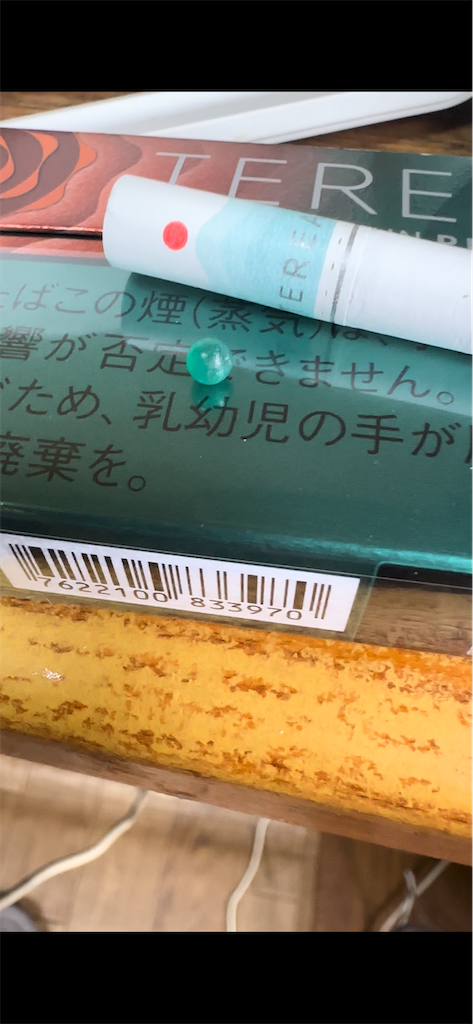 TERE
TEREA
たばこの煙(蒸気)は、
響が否定できません。
ため、乳幼児の手が
廃棄を。
7622100 833970